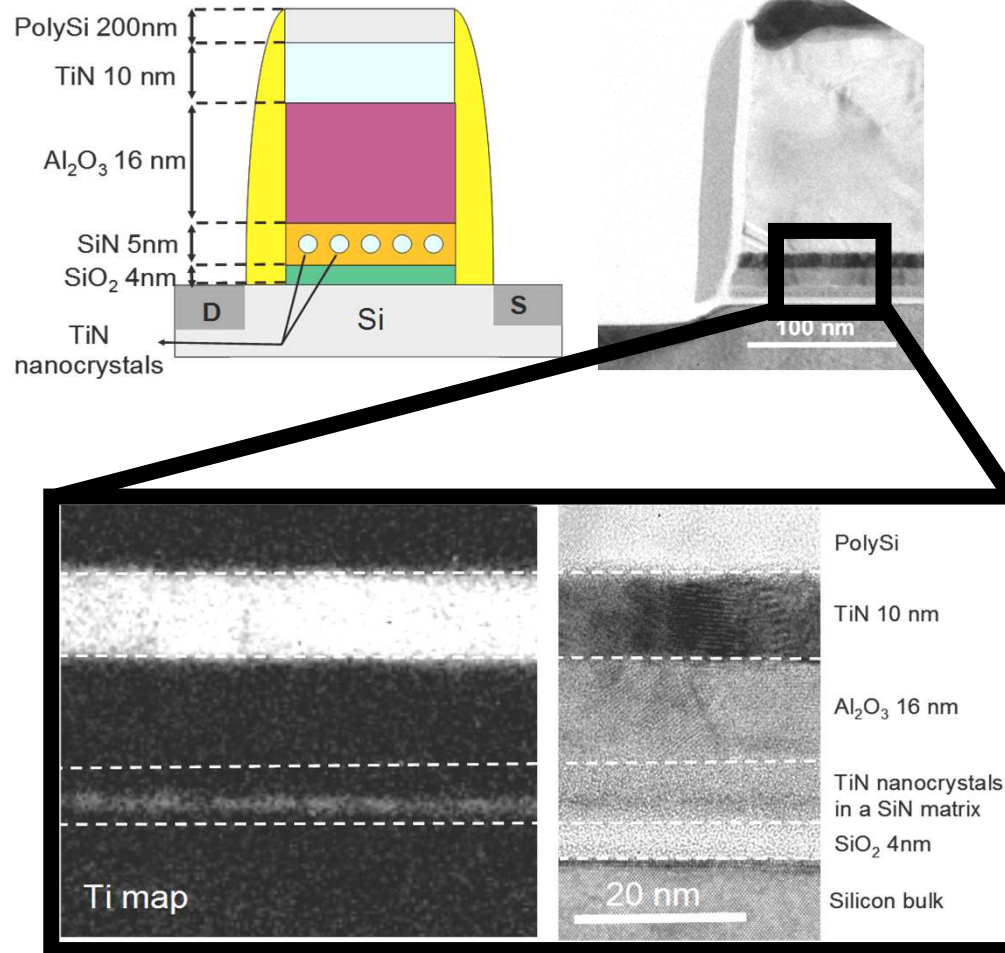 PolySi 200nm
TiN 10 nm
Al₂O₃ 16 nm
SiN 5nm
SiO₂ 4nm
TiN
nanocrystals
D
Si
S
100 nm
Ti map
20 nm
PolySi
TiN 10 nm
Al₂O₃ 16 nm
TiN nanocrystals
in a SiN matrix
SiO₂ 4nm
Silicon bulk